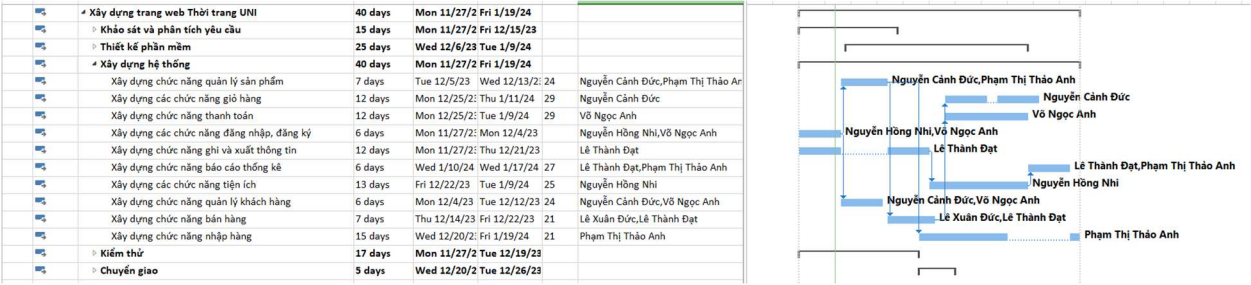 Xây dựng trang web Thời trang UNI 40 days Mon 11/27/2 Fri 1/19/24
Khảo sát và phân tích yêu cầu 15 days Mon 11/27/2 Fri 12/15/23
Thiết kế phần mềm 25 days Wed 12/6/23 Tue 1/9/24
Xây dựng hệ thống 40 days Mon 11/27/2 Fri 1/19/24
Xây dựng chức năng quản lý sản phẩm 7 days Tue 12/5/23 Wed 12/13/23 24 Nguyễn Cảnh Đức,Phạm Thị Thảo An Nguyễn Cảnh Đức,Phạm Thị Thảo Anh
Xây dựng các chức năng giỏ hàng 12 days Mon 12/25/23 Thu 1/11/24 29 Nguyễn Cảnh Đức Nguyễn Cảnh Đức
Xây dựng chức năng thanh toán 12 days Mon 12/25/23 Tue 1/9/24 29 Võ Ngọc Anh Võ Ngọc Anh
Xây dựng các chức năng đăng nhập, đăng ký 6 days Mon 11/27/23 Mon 12/4/23 Nguyễn Hồng Nhi,Võ Ngọc Anh Nguyễn Hồng Nhi,Võ Ngọc Anh
Xây dựng chức năng ghi và xuất thông tin 12 days Mon 11/27/23 Thu 12/21/23 Lê Thành Đạt Lê Thành Đạt
Xây dựng chức năng báo cáo thống kê 6 days Wed 1/10/24 Wed 1/17/24 27 Lê Thành Đạt,Phạm Thị Thảo Anh Lê Thành Đạt,Phạm Thị Thảo Anh
Xây dựng các chức năng tiện ích 13 days Fri 12/22/23 Tue 1/9/24 25 Nguyễn Hồng Nhi Nguyễn Hồng Nhi
Xây dựng chức năng quản lý khách hàng 6 days Mon 12/4/23 Tue 12/12/23 24 Nguyễn Cảnh Đức,Võ Ngọc Anh Nguyễn Cảnh Đức,Võ Ngọc Anh
Xây dựng chức năng bán hàng 7 days Thu 12/14/23 Fri 12/22/23 21 Lê Xuân Đức,Lê Thành Đạt Lê Xuân Đức,Lê Thành Đạt
Xây dựng chức năng nhập hàng 15 days Wed 12/20/23 Fri 1/19/24 21 Phạm Thị Thảo Anh Phạm Thị Thảo Anh
Kiểm thử 17 days Mon 11/27/2 Tue 12/19/23
Chuyển giao 5 days Wed 12/20/2 Tue 12/26/23